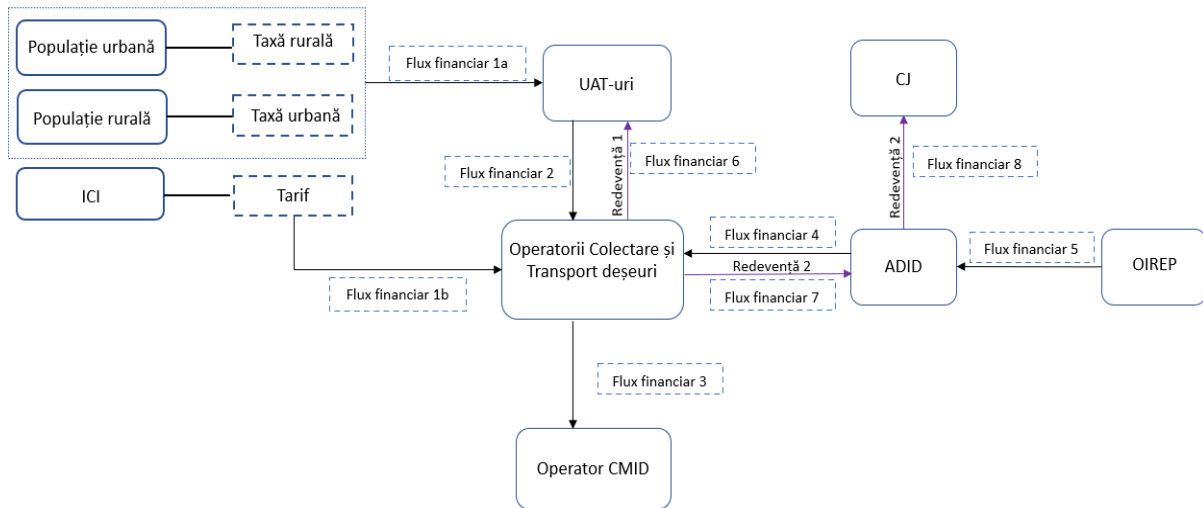 Populație urbană
Taxă rurală
Populație rurală
Taxă urbană
ICI
Tarif
Flux financiar 1a
UAT-uri
CJ
Flux financiar 2
Redevență 1
Flux financiar 6
Redevență 2
Flux financiar 8
Flux financiar 1b
Operatorii Colectare și
Transport deșeuri
Flux financiar 4
Redevență 2
Flux financiar 7
ADID
Flux financiar 5
OIREP
Flux financiar 3
Operator CMID